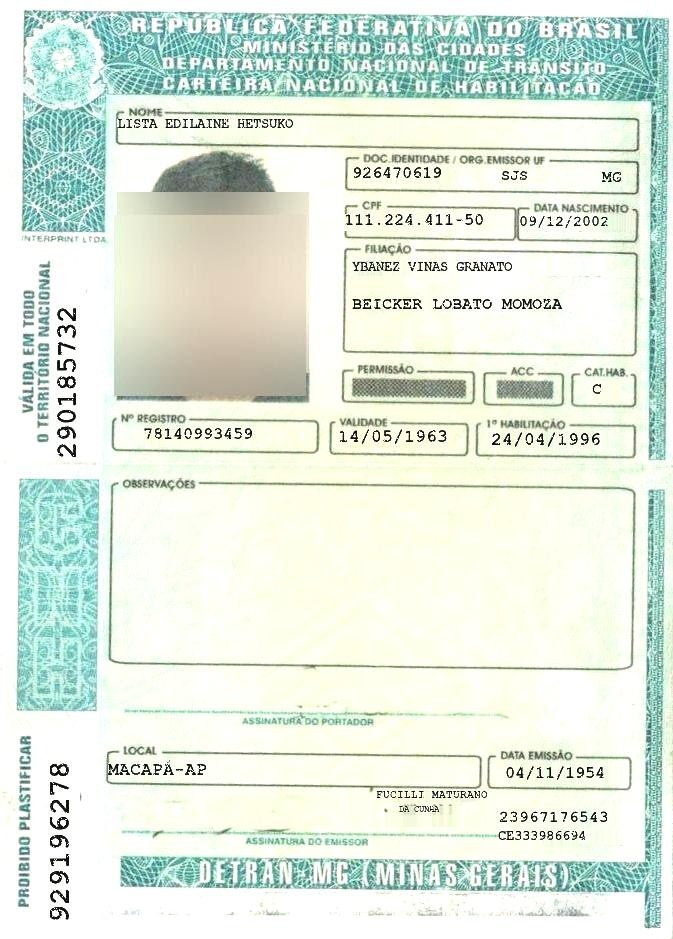 REPÚBLICA FEDERATIVA DO BRASIL
MINISTÉRIO DAS CIDADES
DEPARTAMENTO NACIONAL DE TRÂNSITO
CARTEIRA NACIONAL DE HABILITAÇÃO
NOME
LISTA EDILAINE HETSUKO
DOC. IDENTIDADE / ORG. EMISSOR UF
926470619 SJS MG
CPF
111.224.411-50
DATA NASCIMENTO
09/12/2002
FILIAÇÃO
YBANEZ VINAS GRANATO
BEICKER LOBATO MOMOZA
PERMISSÃO
ACC
CAT.HAB.
C
Nº REGISTRO
78140993459
VALIDADE
14/05/1963
1ª HABILITAÇÃO
24/04/1996
INTERPRINT LTDA
VÁLIDA EM TODO
O TERRITÓRIO NACIONAL
290185732
OBSERVAÇÕES
ASSINATURA DO PORTADOR
LOCAL
MACAPÁ-AP
DATA EMISSÃO
04/11/1954
FUCILLI MATURANO
DA CUNHA
23967176543
CE333986694
ASSINATURA DO EMISSOR
PROIBIDO PLASTIFICAR
929196278
DETRAN-MG (MINAS GERAIS)